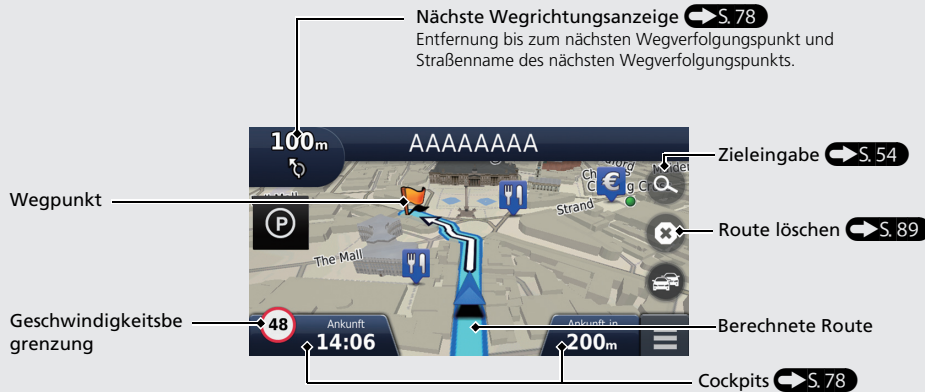 Nächste Wegrichtungsanzeige S. 78
Entfernung bis zum nächsten Wegverfolgungspunkt und
Straßenname des nächsten Wegverfolgungspunkts.
100m
AAAAAAAA
Zieleingabe S. 54
Wegpunkt
P
€
Strand
Route löschen S. 89
The Mall
Geschwindigkeitsbe
grenzung
48
Ankunft
14:06
Ankunft in
200m
Berechnete Route
Cockpits S. 78